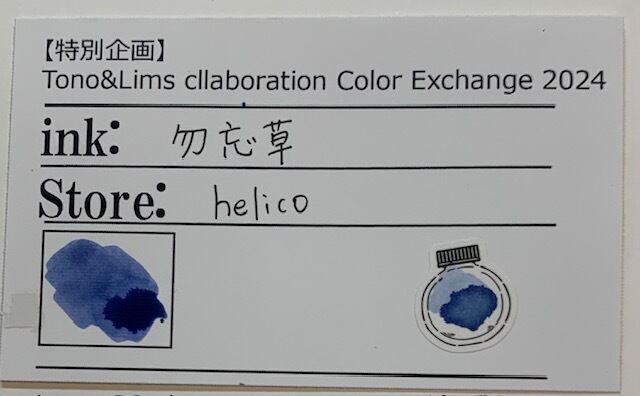 【特別企画】
Tono&Lims cllaboration Color Exchange 2024
ink: 勿忘草
Store: helico